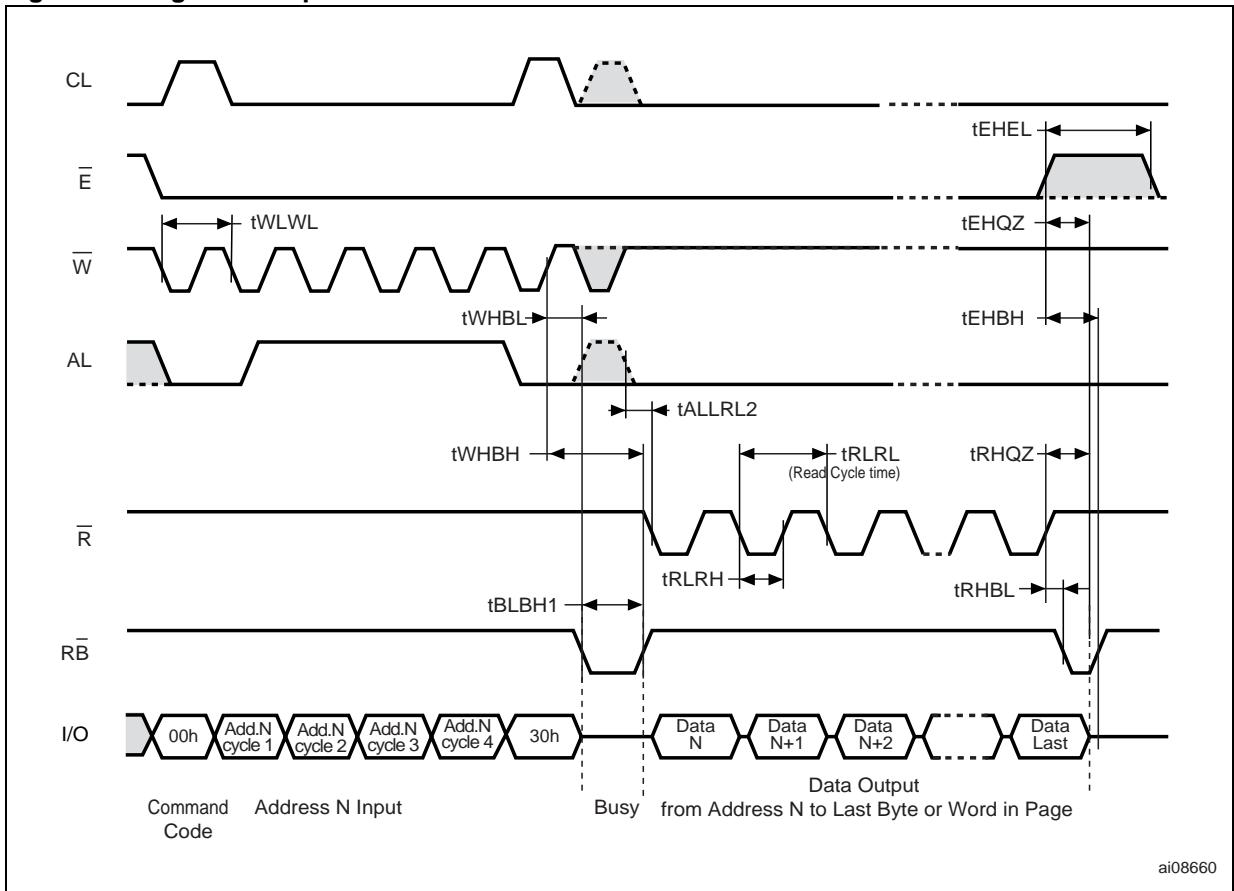 CL
tEHEL
E
tWLWL
tEHQZ
W
tWHBL
tEHBH
AL
tALLRL2
tWHBH
tRLRL
tRHQZ
(Read Cycle time)
R
tRLRH
tRHBL
tBLBH1
RB
I/O
00h
Add.N cycle 1
Add.N cycle 2
Add.N cycle 3
Add.N cycle 4
30h
Data N
Data N+1
Data N+2
Data Last
Command Code
Address N Input
Busy
Data Output
from Address N to Last Byte or Word in Page
ai08660